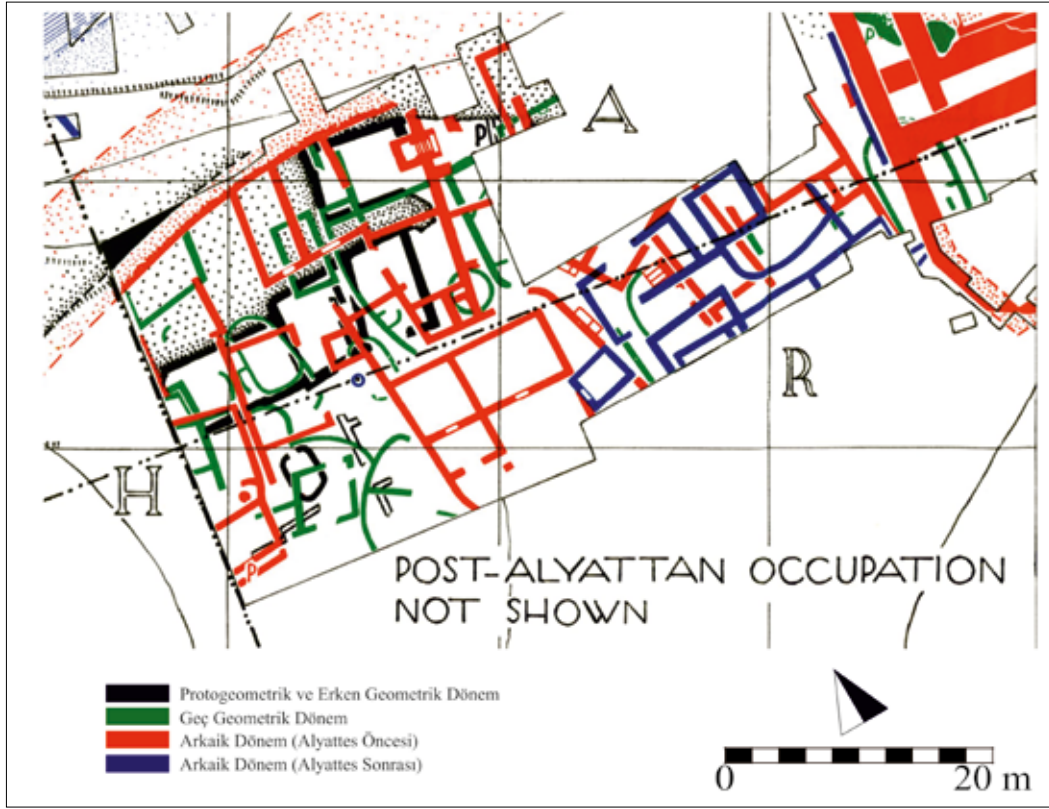 P
A
PI
R
H
P
POST-ALYATTAN OCCUPATION
NOT SHOWN
Protogeometrik ve Erken Geometrik Dönem
Geç Geometrik Dönem
Arkaik Dönem (Alyattes Öncesi)
Arkaik Dönem (Alyattes Sonrası)
0 20 m